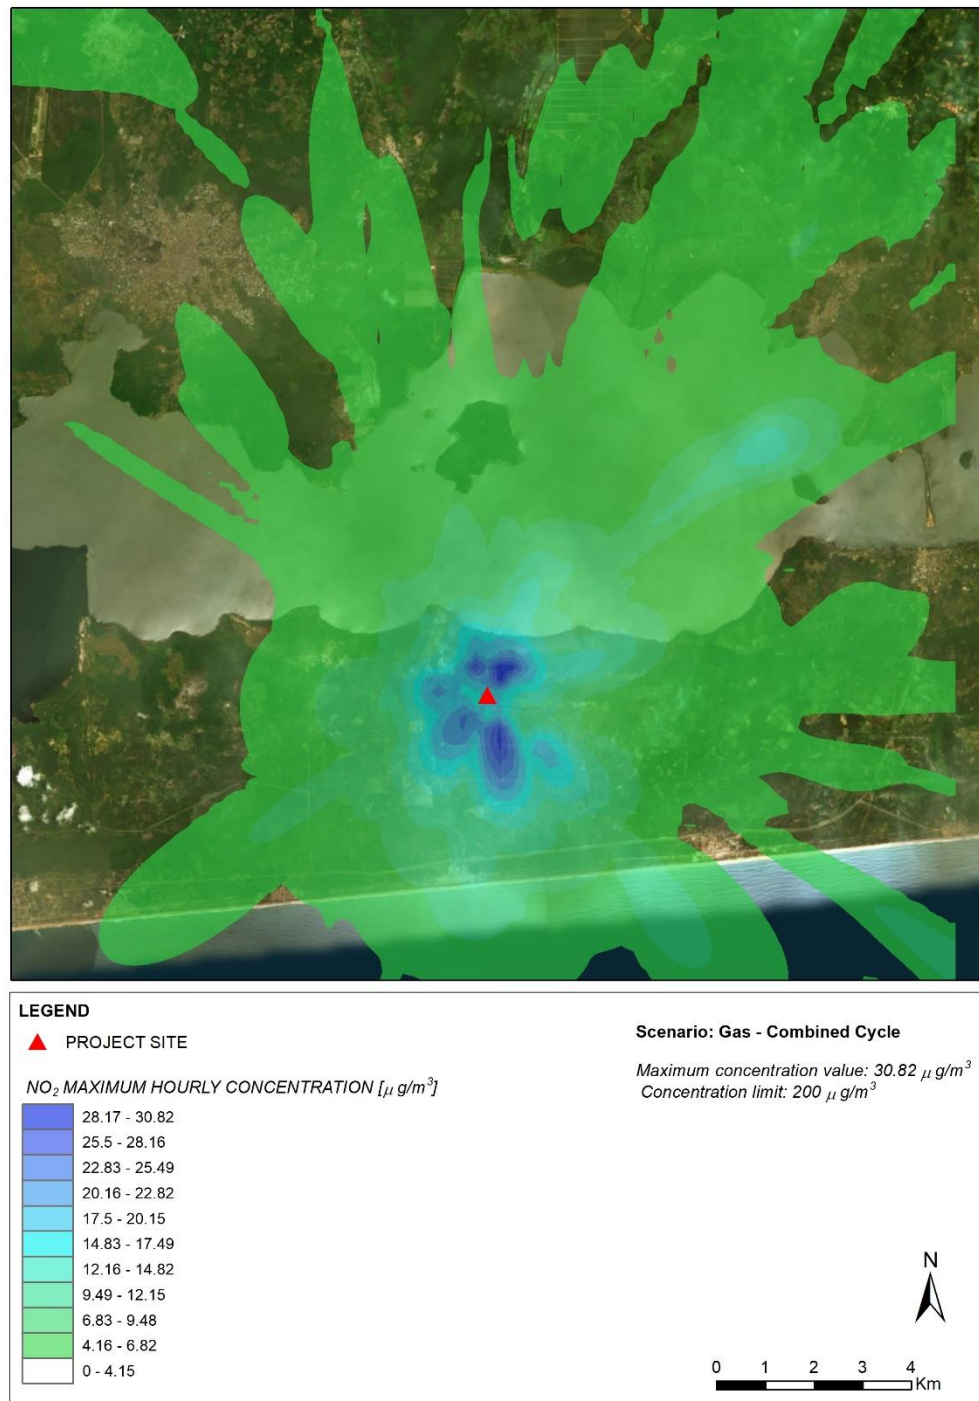 LEGEND
PROJECT SITE
NO₂ MAXIMUM HOURLY CONCENTRATION [μ g/m³]
28.17 - 30.82
25.5 - 28.16
22.83 - 25.49
20.16 - 22.82
17.5 - 20.15
14.83 - 17.49
12.16 - 14.82
9.49 - 12.15
6.83 - 9.48
4.16 - 6.82
0 - 4.15
Scenario: Gas - Combined Cycle
Maximum concentration value: 30.82 μ g/m³
Concentration limit: 200 μ g/m³
N
0 1 2 3 4
Km